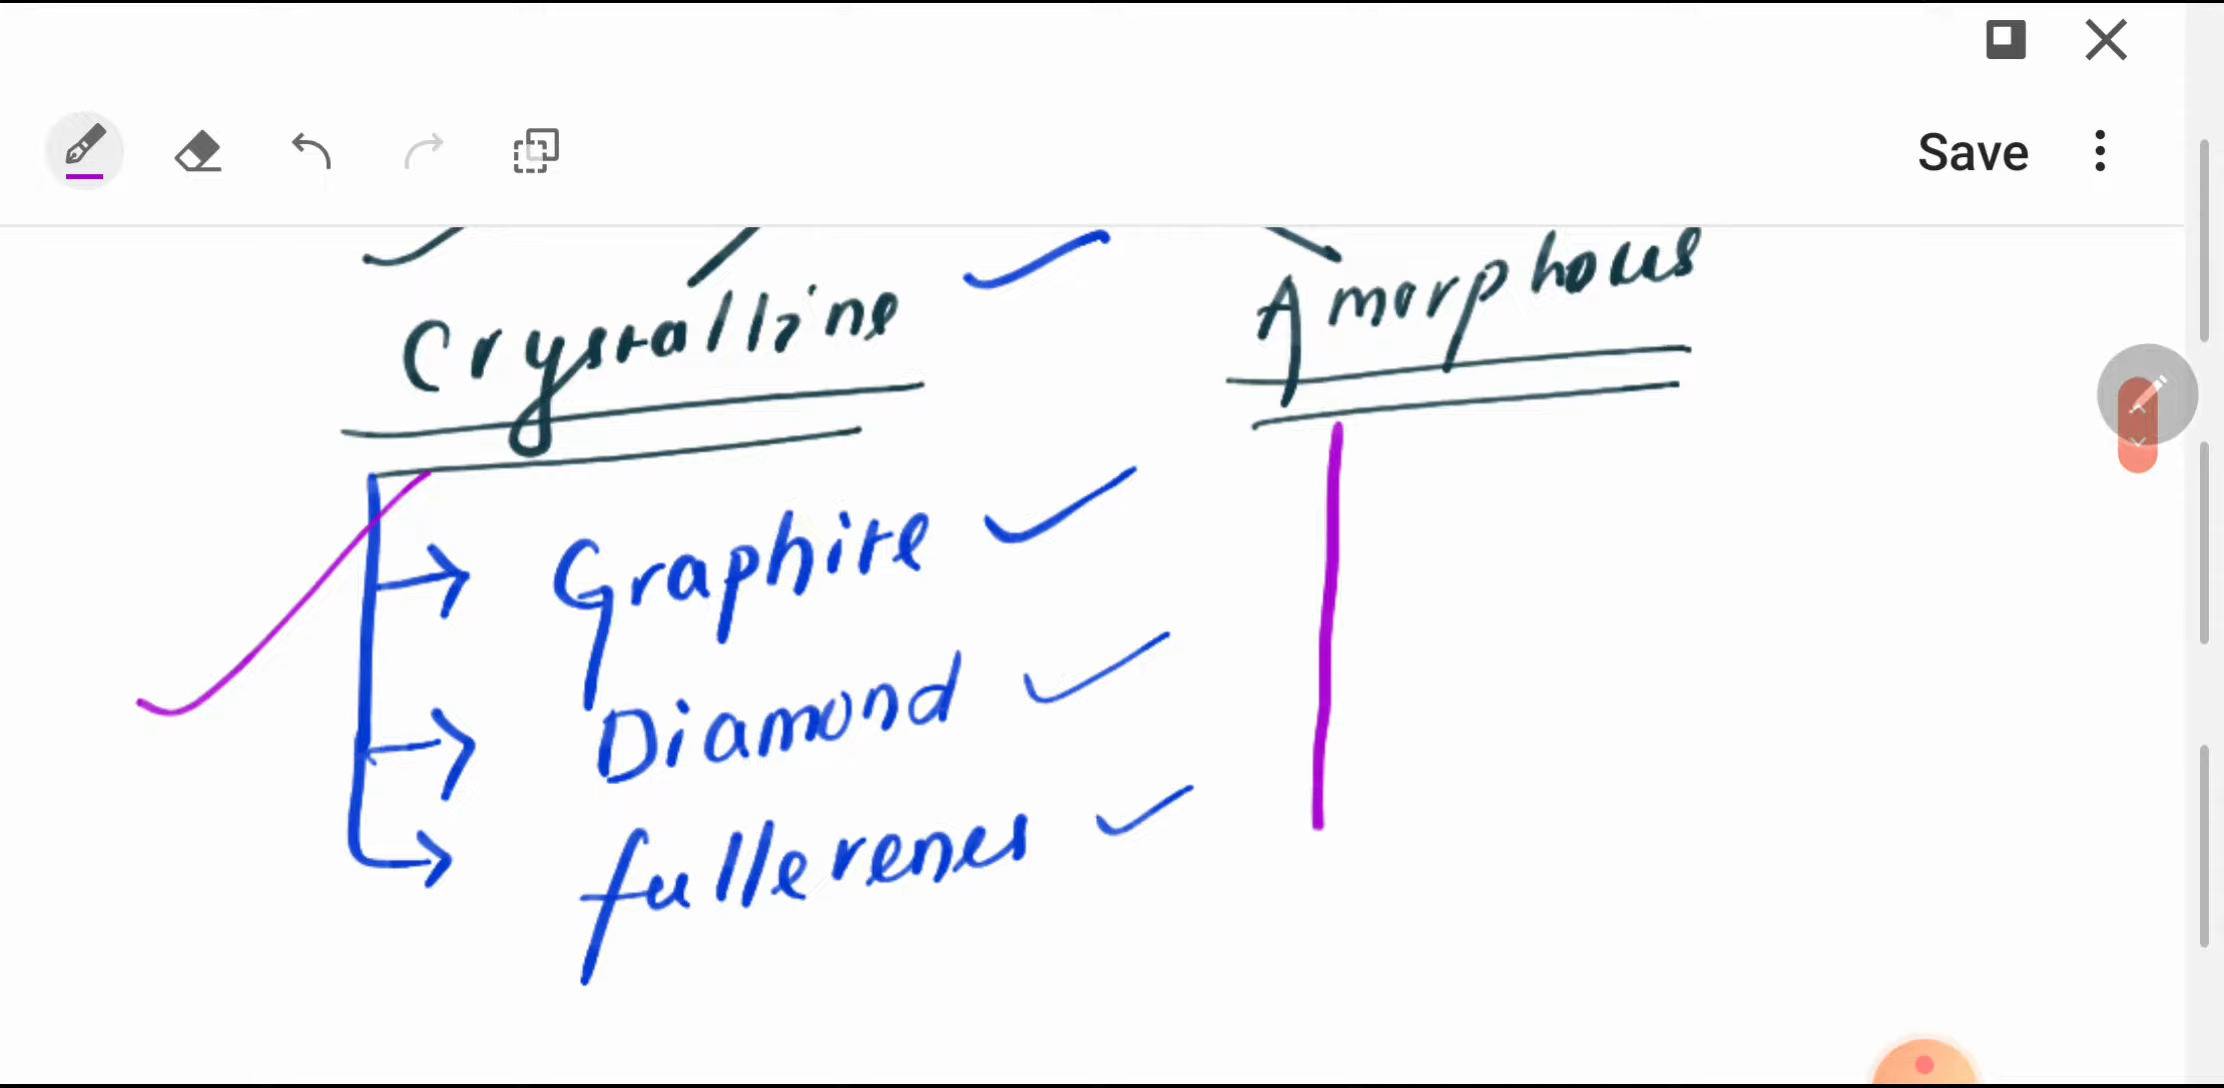 Save
Crystalline
Amorphous
Graphite
Diamond
fullerenes